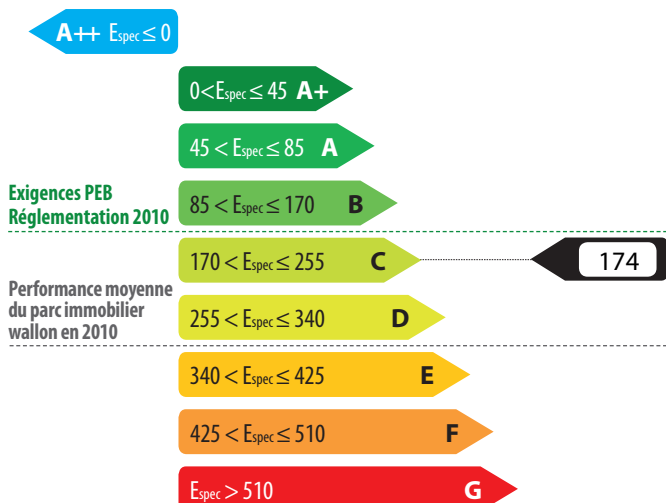 A++ Espec ≤ 0
0<Espec ≤ 45 A+
45 < Espec ≤ 85 A
Exigences PEB
Réglementation 2010
85 < Espec ≤ 170 B
170 < Espec ≤ 255 C
174
Performance moyenne
du parc immobilier
wallon en 2010
255 < Espec ≤ 340 D
340 < Espec ≤ 425 E
425 < Espec ≤ 510 F
Espec > 510 G